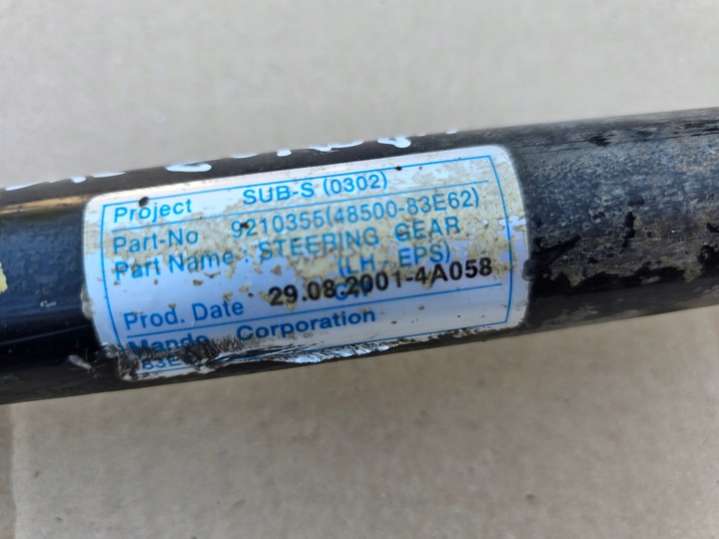 Project SUB-S (0302)
Part-No 9210355(48500-83E62)
Part Name : STEERING GEAR
(LH- EPS)
Prod. Date : 29.08.2001-4A058
Mando Corporation
83E